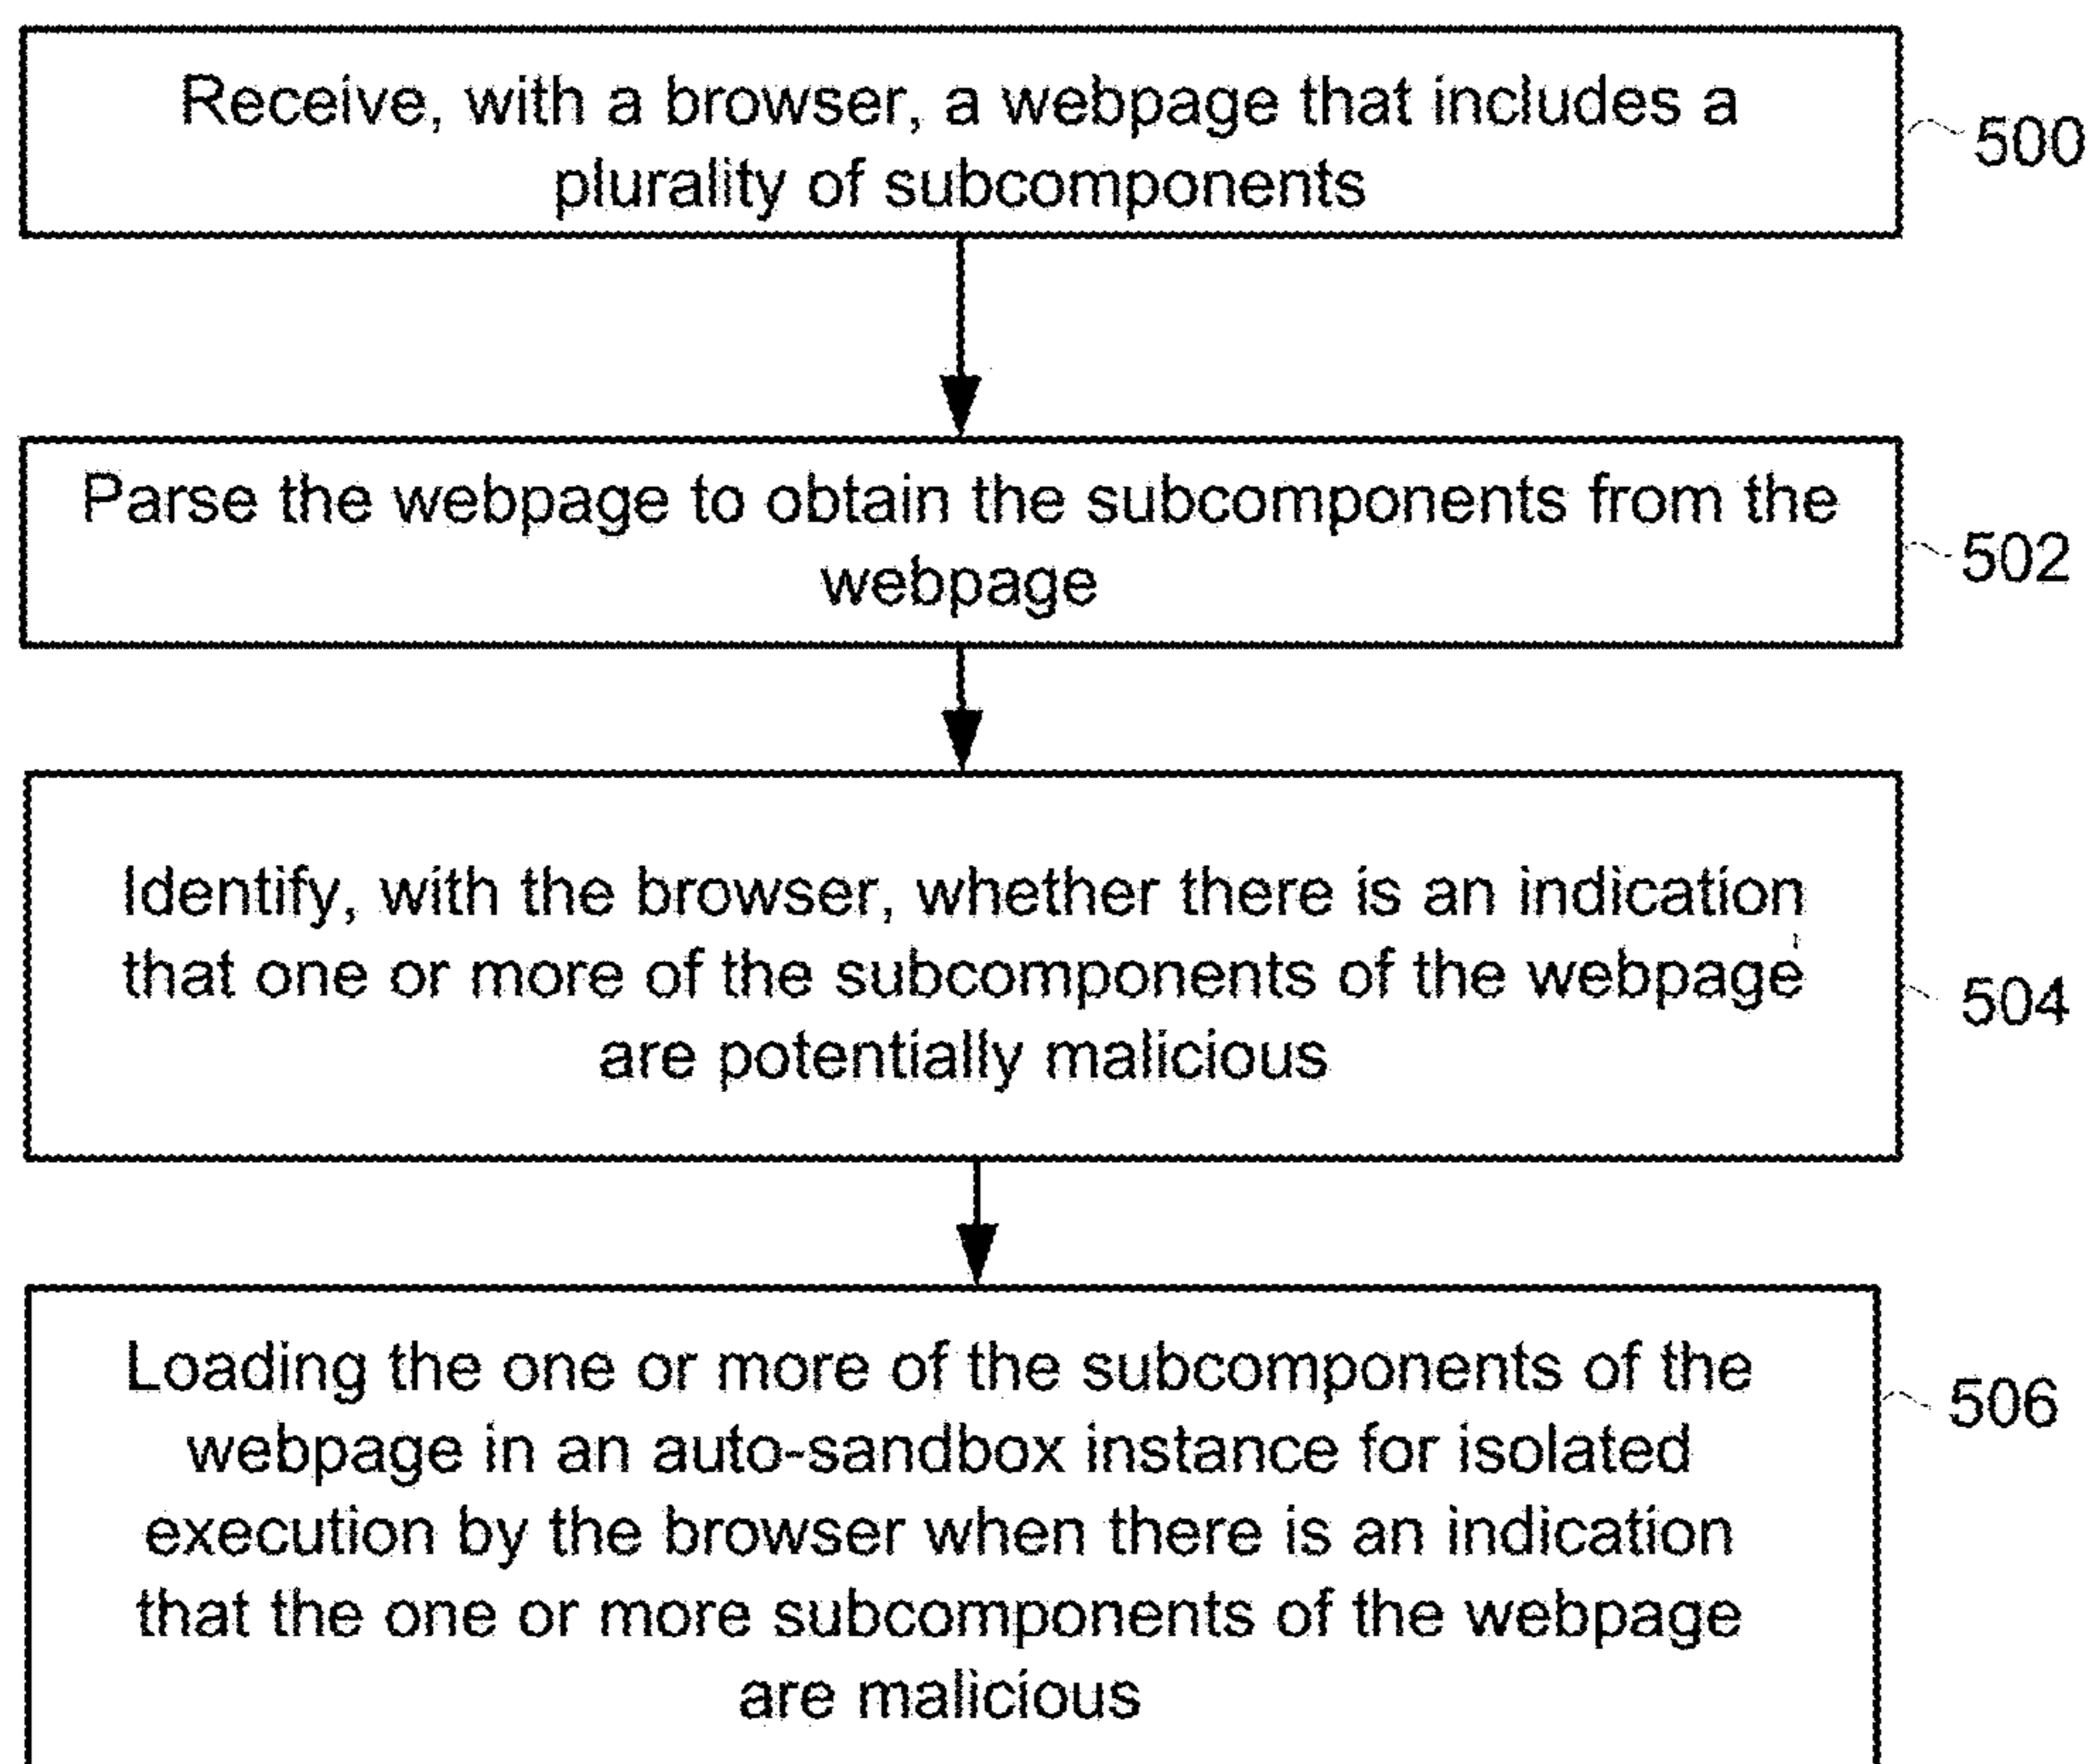 Receive, with a browser, a webpage that includes a
plurality of subcomponents
500
Parse the webpage to obtain the subcomponents from the
webpage
502
Identify, with the browser, whether there is an indication
that one or more of the subcomponents of the webpage
are potentially malicious
504
Loading the one or more of the subcomponents of the
webpage in an auto-sandbox instance for isolated
execution by the browser when there is an indication
that the one or more subcomponents of the webpage
are malicious
506